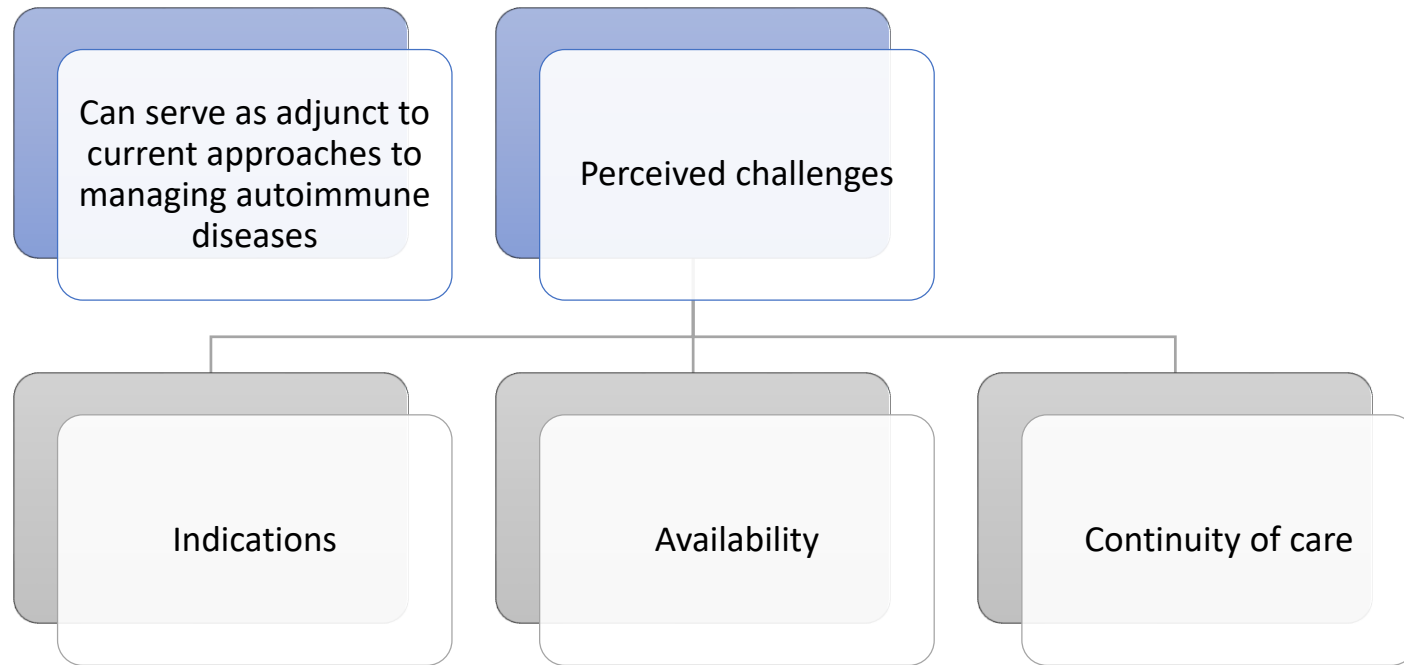 Can serve as adjunct to
current approaches to
managing autoimmune
diseases
Perceived challenges
Indications
Availability
Continuity of care